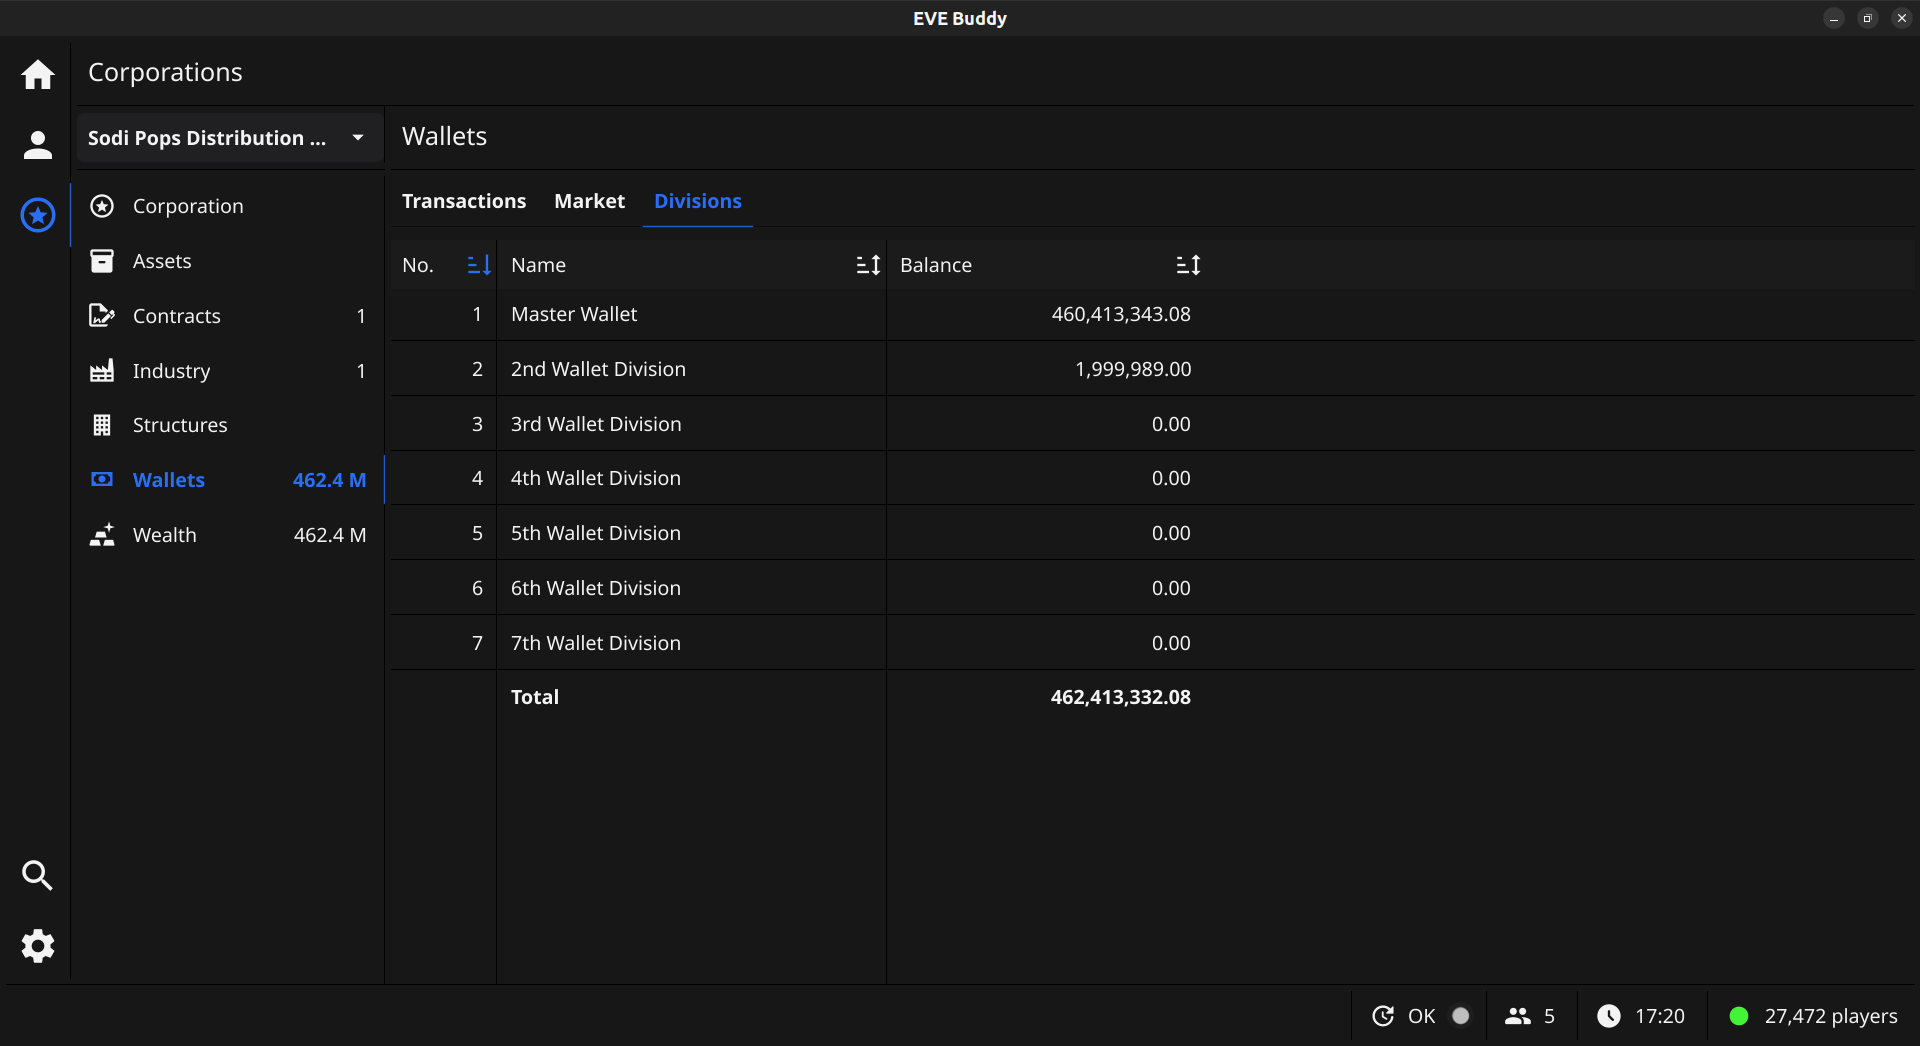 EVE Buddy
Corporations
Sodi Pops Distribution ...
Wallets
Corporation
Assets
Contracts 1
Industry 1
Structures
Wallets 462.4 M
Wealth 462.4 M
Transactions Market Divisions
No. Name Balance
1 Master Wallet 460,413,343.08
2 2nd Wallet Division 1,999,989.00
3 3rd Wallet Division 0.00
4 4th Wallet Division 0.00
5 5th Wallet Division 0.00
6 6th Wallet Division 0.00
7 7th Wallet Division 0.00
Total 462,413,332.08
OK 5 17:20 27,472 players